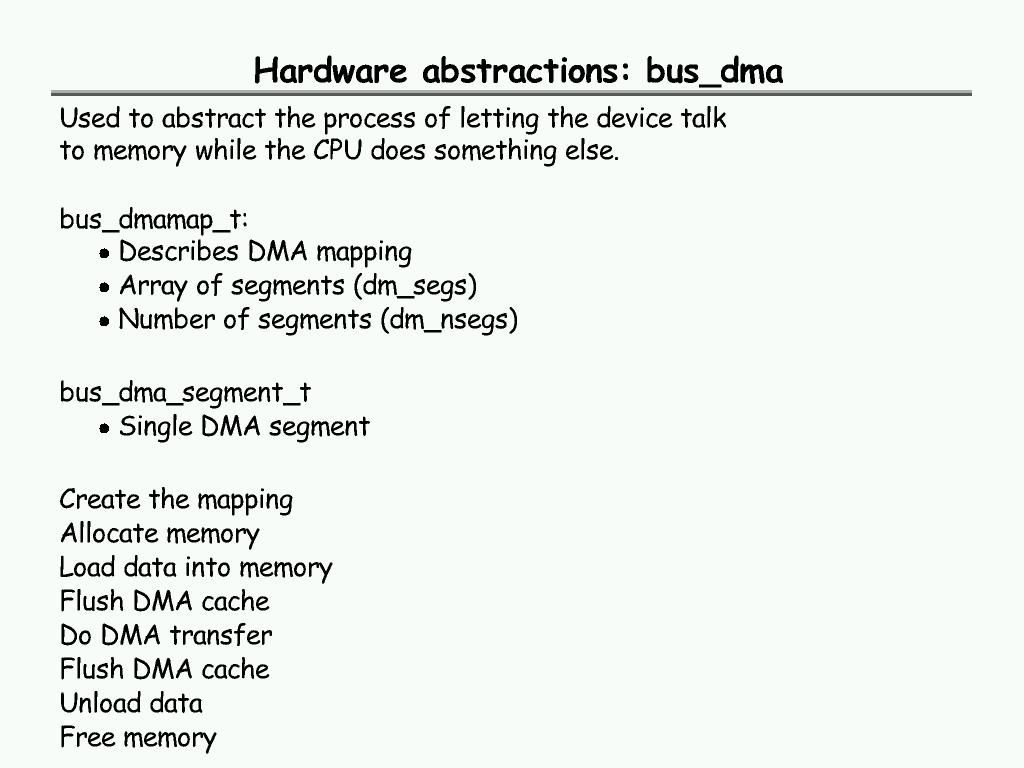 Hardware abstractions: bus_dma
Used to abstract the process of letting the device talk
to memory while the CPU does something else.
bus_dmamap_t:
• Describes DMA mapping
• Array of segments (dm_segs)
• Number of segments (dm_nsegs)
bus_dma_segment_t
• Single DMA segment
Create the mapping
Allocate memory
Load data into memory
Flush DMA cache
Do DMA transfer
Flush DMA cache
Unload data
Free memory